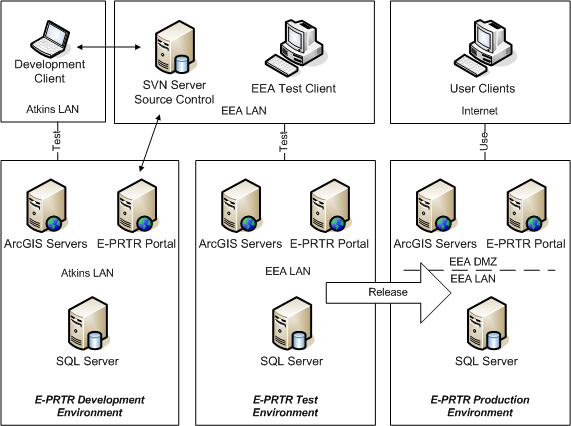 Development
Client
Atkins LAN
SVN Server
Source Control
EEA Test Client
EEA LAN
User Clients
Internet
Test
Test
Use
ArcGIS Servers
E-PRTR Portal
Atkins LAN
SQL Server
E-PRTR Development
Environment
ArcGIS Servers
E-PRTR Portal
EEA LAN
SQL Server
E-PRTR Test
Environment
Release
ArcGIS Servers
E-PRTR Portal
EEA DMZ
EEA LAN
SQL Server
E-PRTR Production
Environment